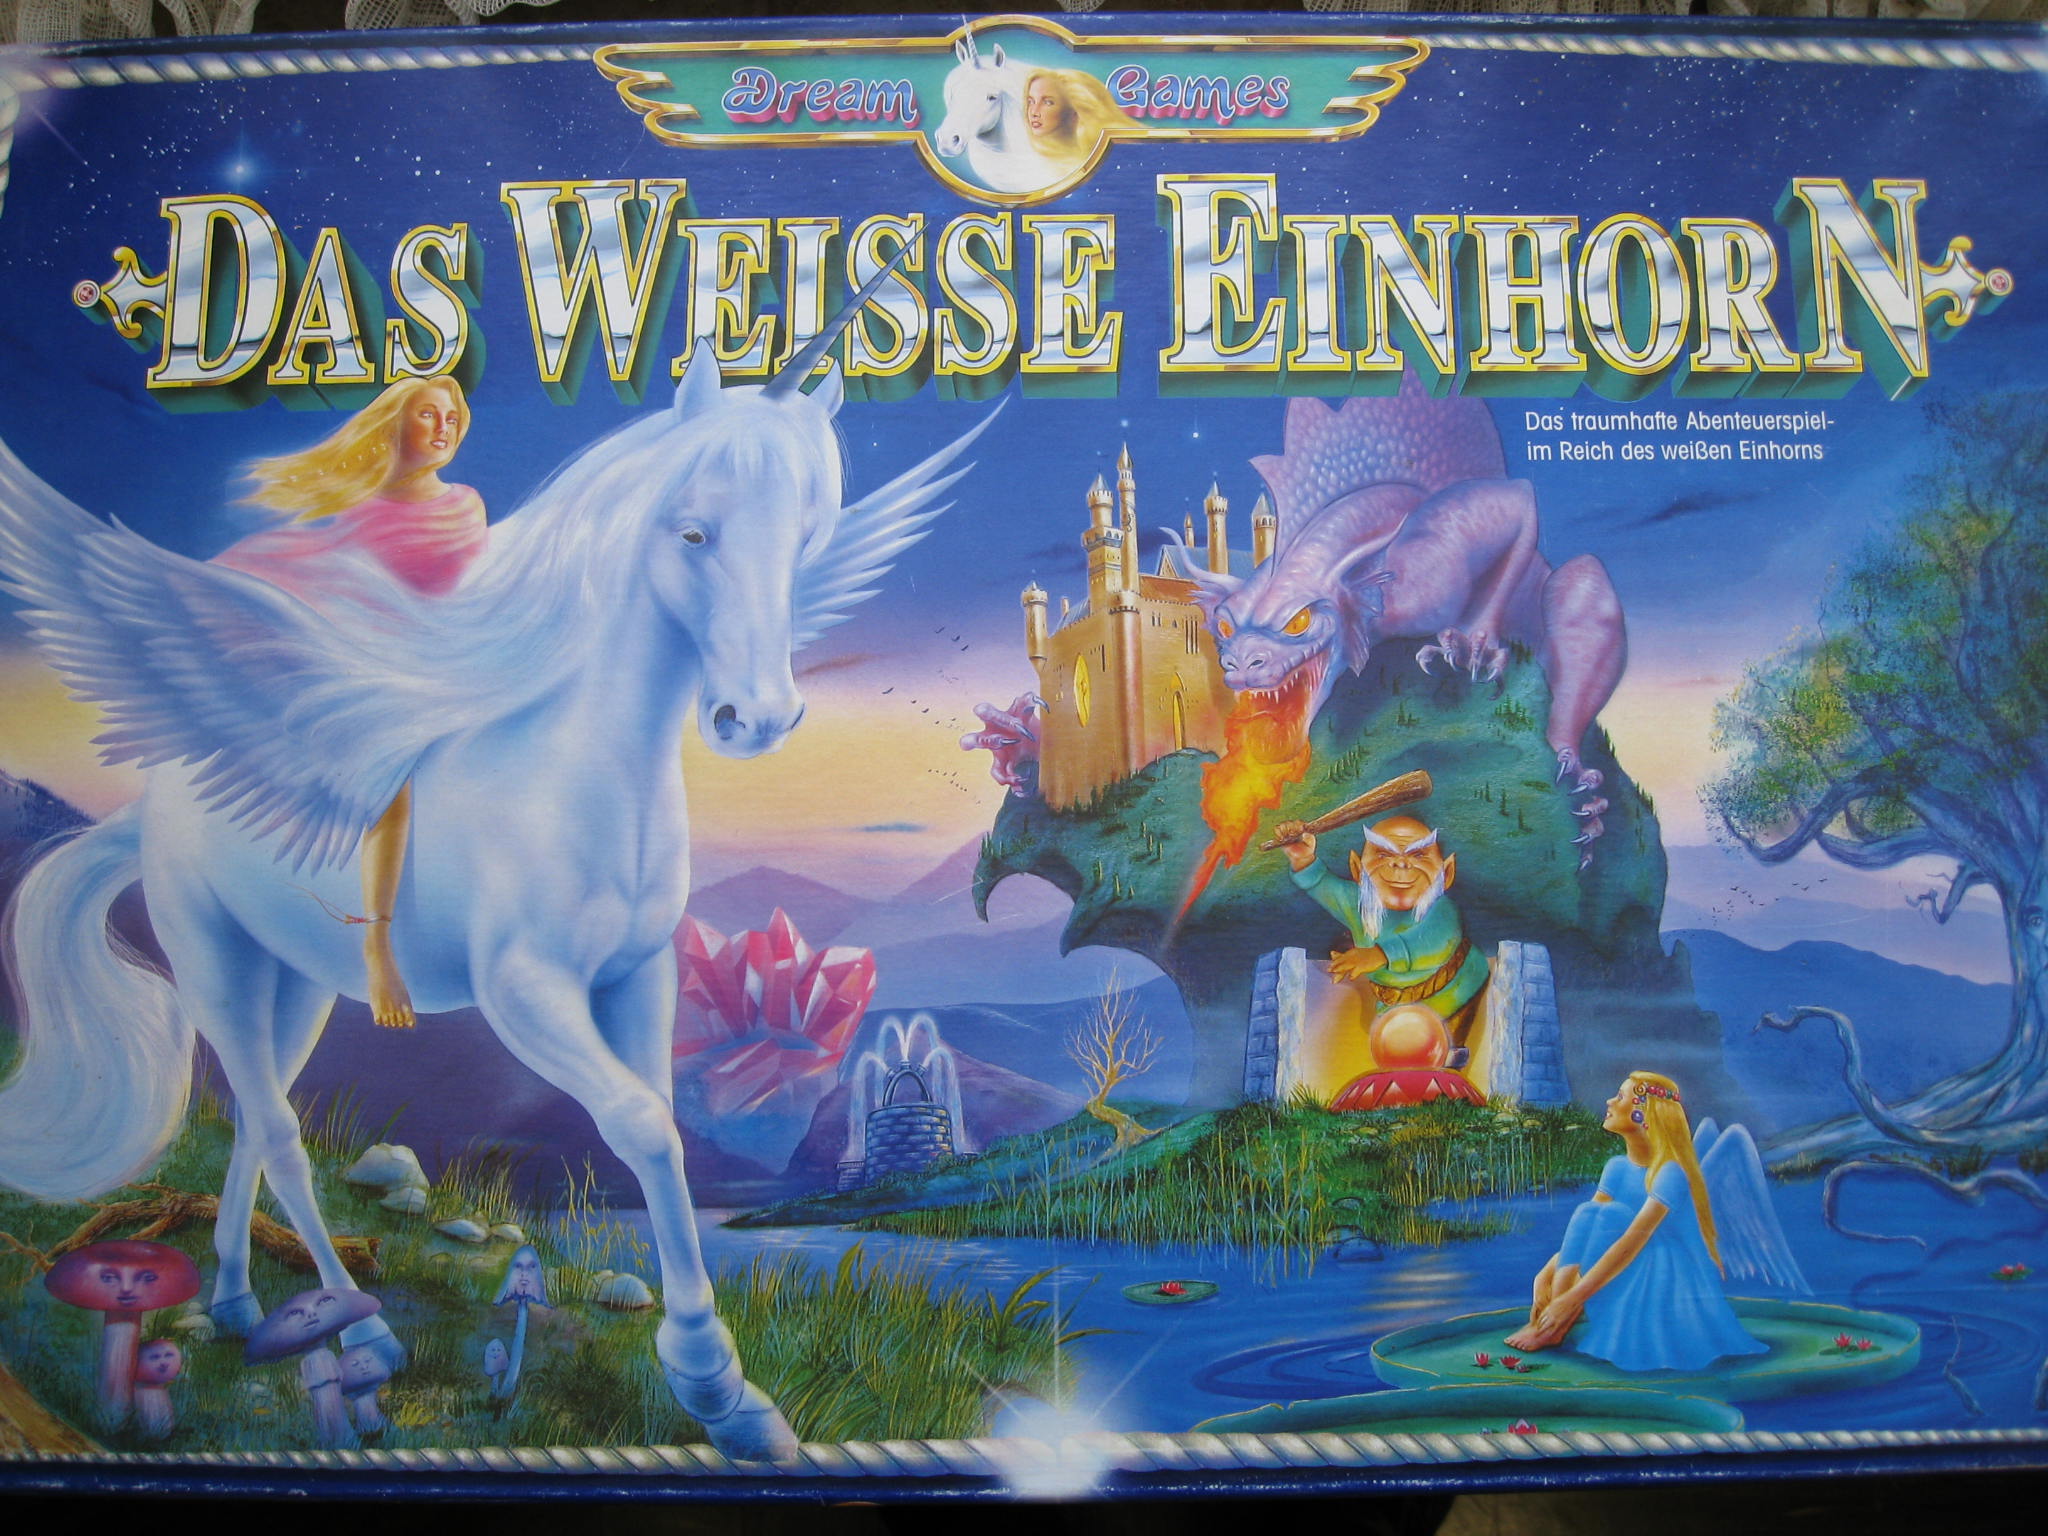 Dream Games
DAS WEISSE EINHORN
Das traumhafte Abenteuerspiel-
im Reich des weißen Einhorns